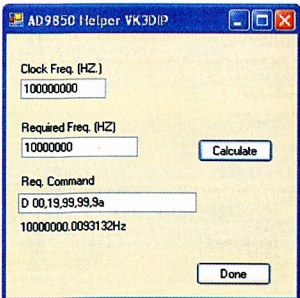 AD9850 Helper VK3DIP
Clock Freq. (HZ.)
100000000
Required Freq. (HZ)
10000000
Calculate
Req. Command
D 00,19,99,99,9a
10000000.0093132Hz
Done